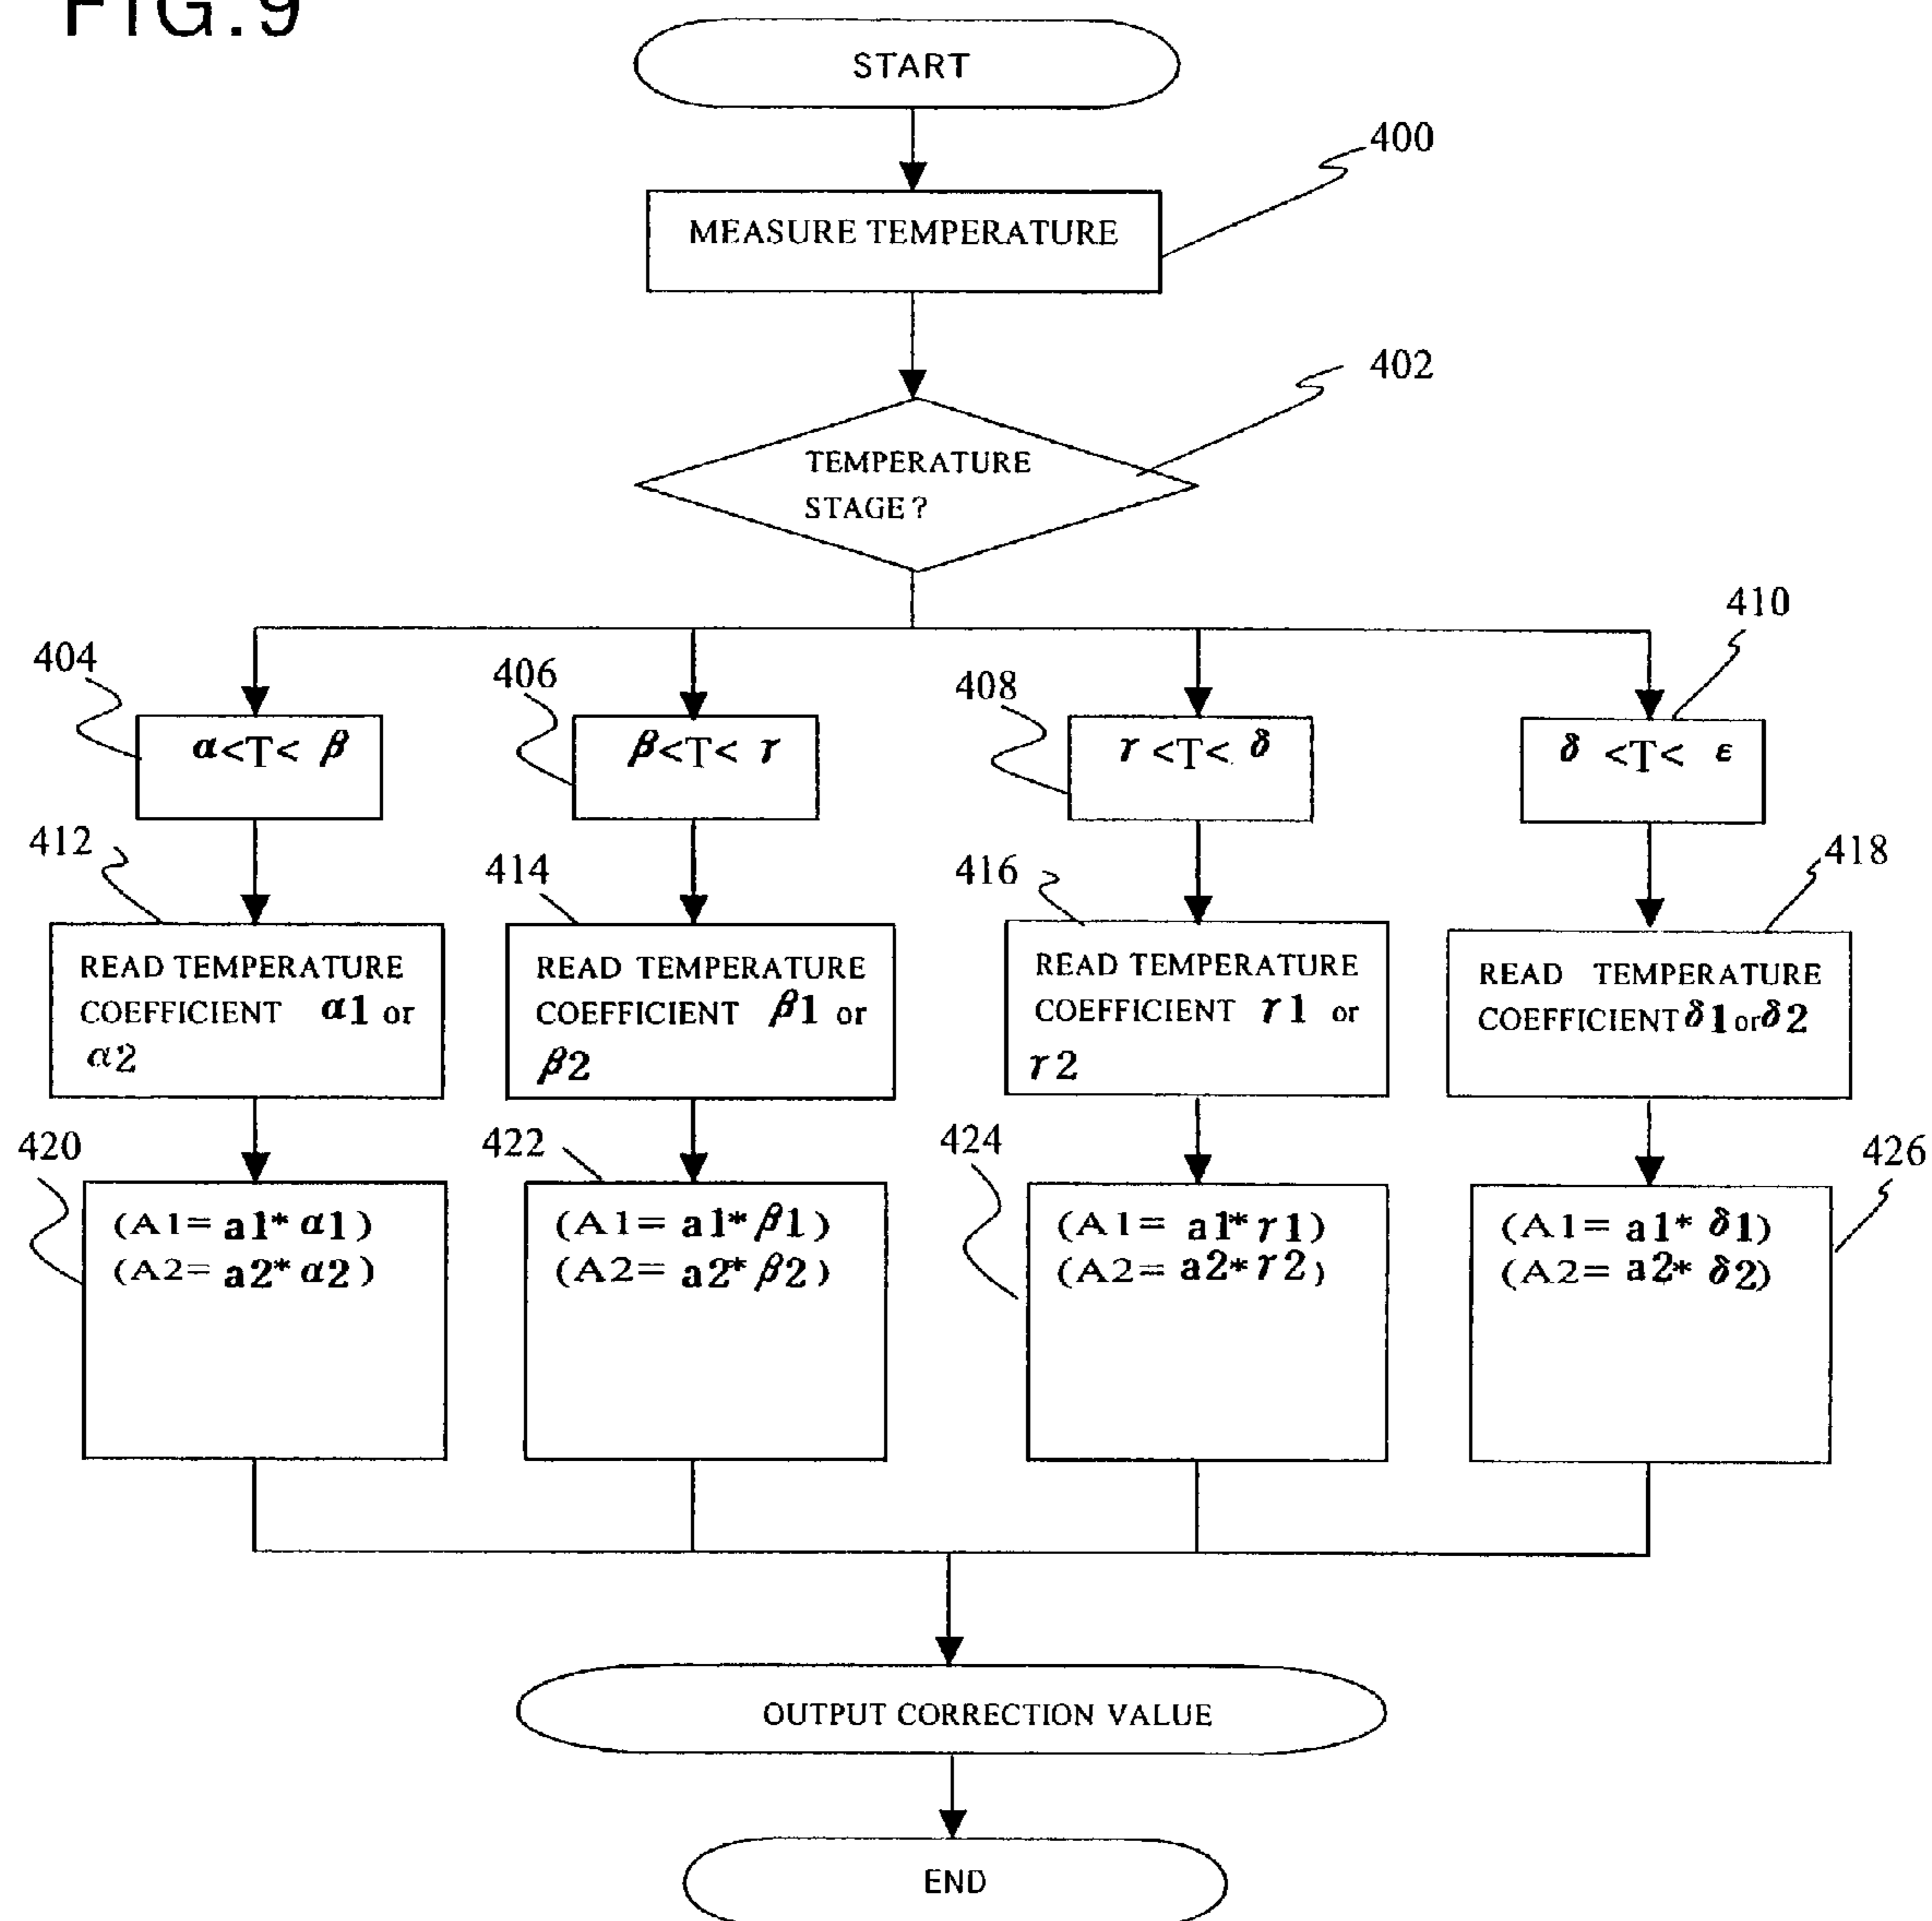 FIG.9
START
400
MEASURE TEMPERATURE
402
TEMPERATURE
STAGE?
404
406
408
410
α<T< β
β<T< γ
γ <T< δ
δ <T< ε
412
414
416
418
READ TEMPERATURE
COEFFICIENT α1 or
α2
READ TEMPERATURE
COEFFICIENT β1 or
β2
READ TEMPERATURE
COEFFICIENT γ1 or
γ2
READ TEMPERATURE
COEFFICIENT δ1 or δ2
420
422
424
426
(A1= a1* α1)
(A2= a2* α2)
(A1= a1* β1)
(A2= a2* β2)
(A1= a1* γ1)
(A2= a2* γ2)
(A1= a1* δ1)
(A2= a2* δ2)
OUTPUT CORRECTION VALUE
END